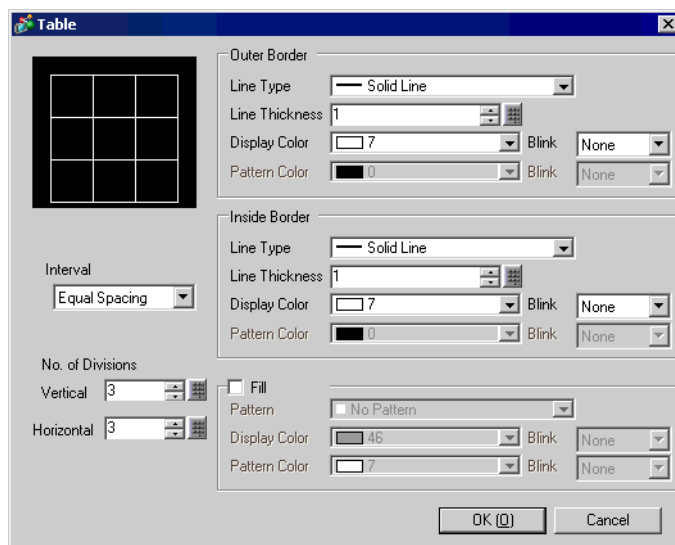 Table
Outer Border
Line Type Solid Line
Line Thickness 1
Display Color 7 Blink None
Pattern Color 0 Blink None
Inside Border
Line Type Solid Line
Line Thickness 1
Display Color 7 Blink None
Pattern Color 0 Blink None
Interval
Equal Spacing
No. of Divisions
Vertical 3
Horizontal 3
Fill
Pattern No Pattern
Display Color 46 Blink None
Pattern Color 7 Blink None
OK (O) Cancel